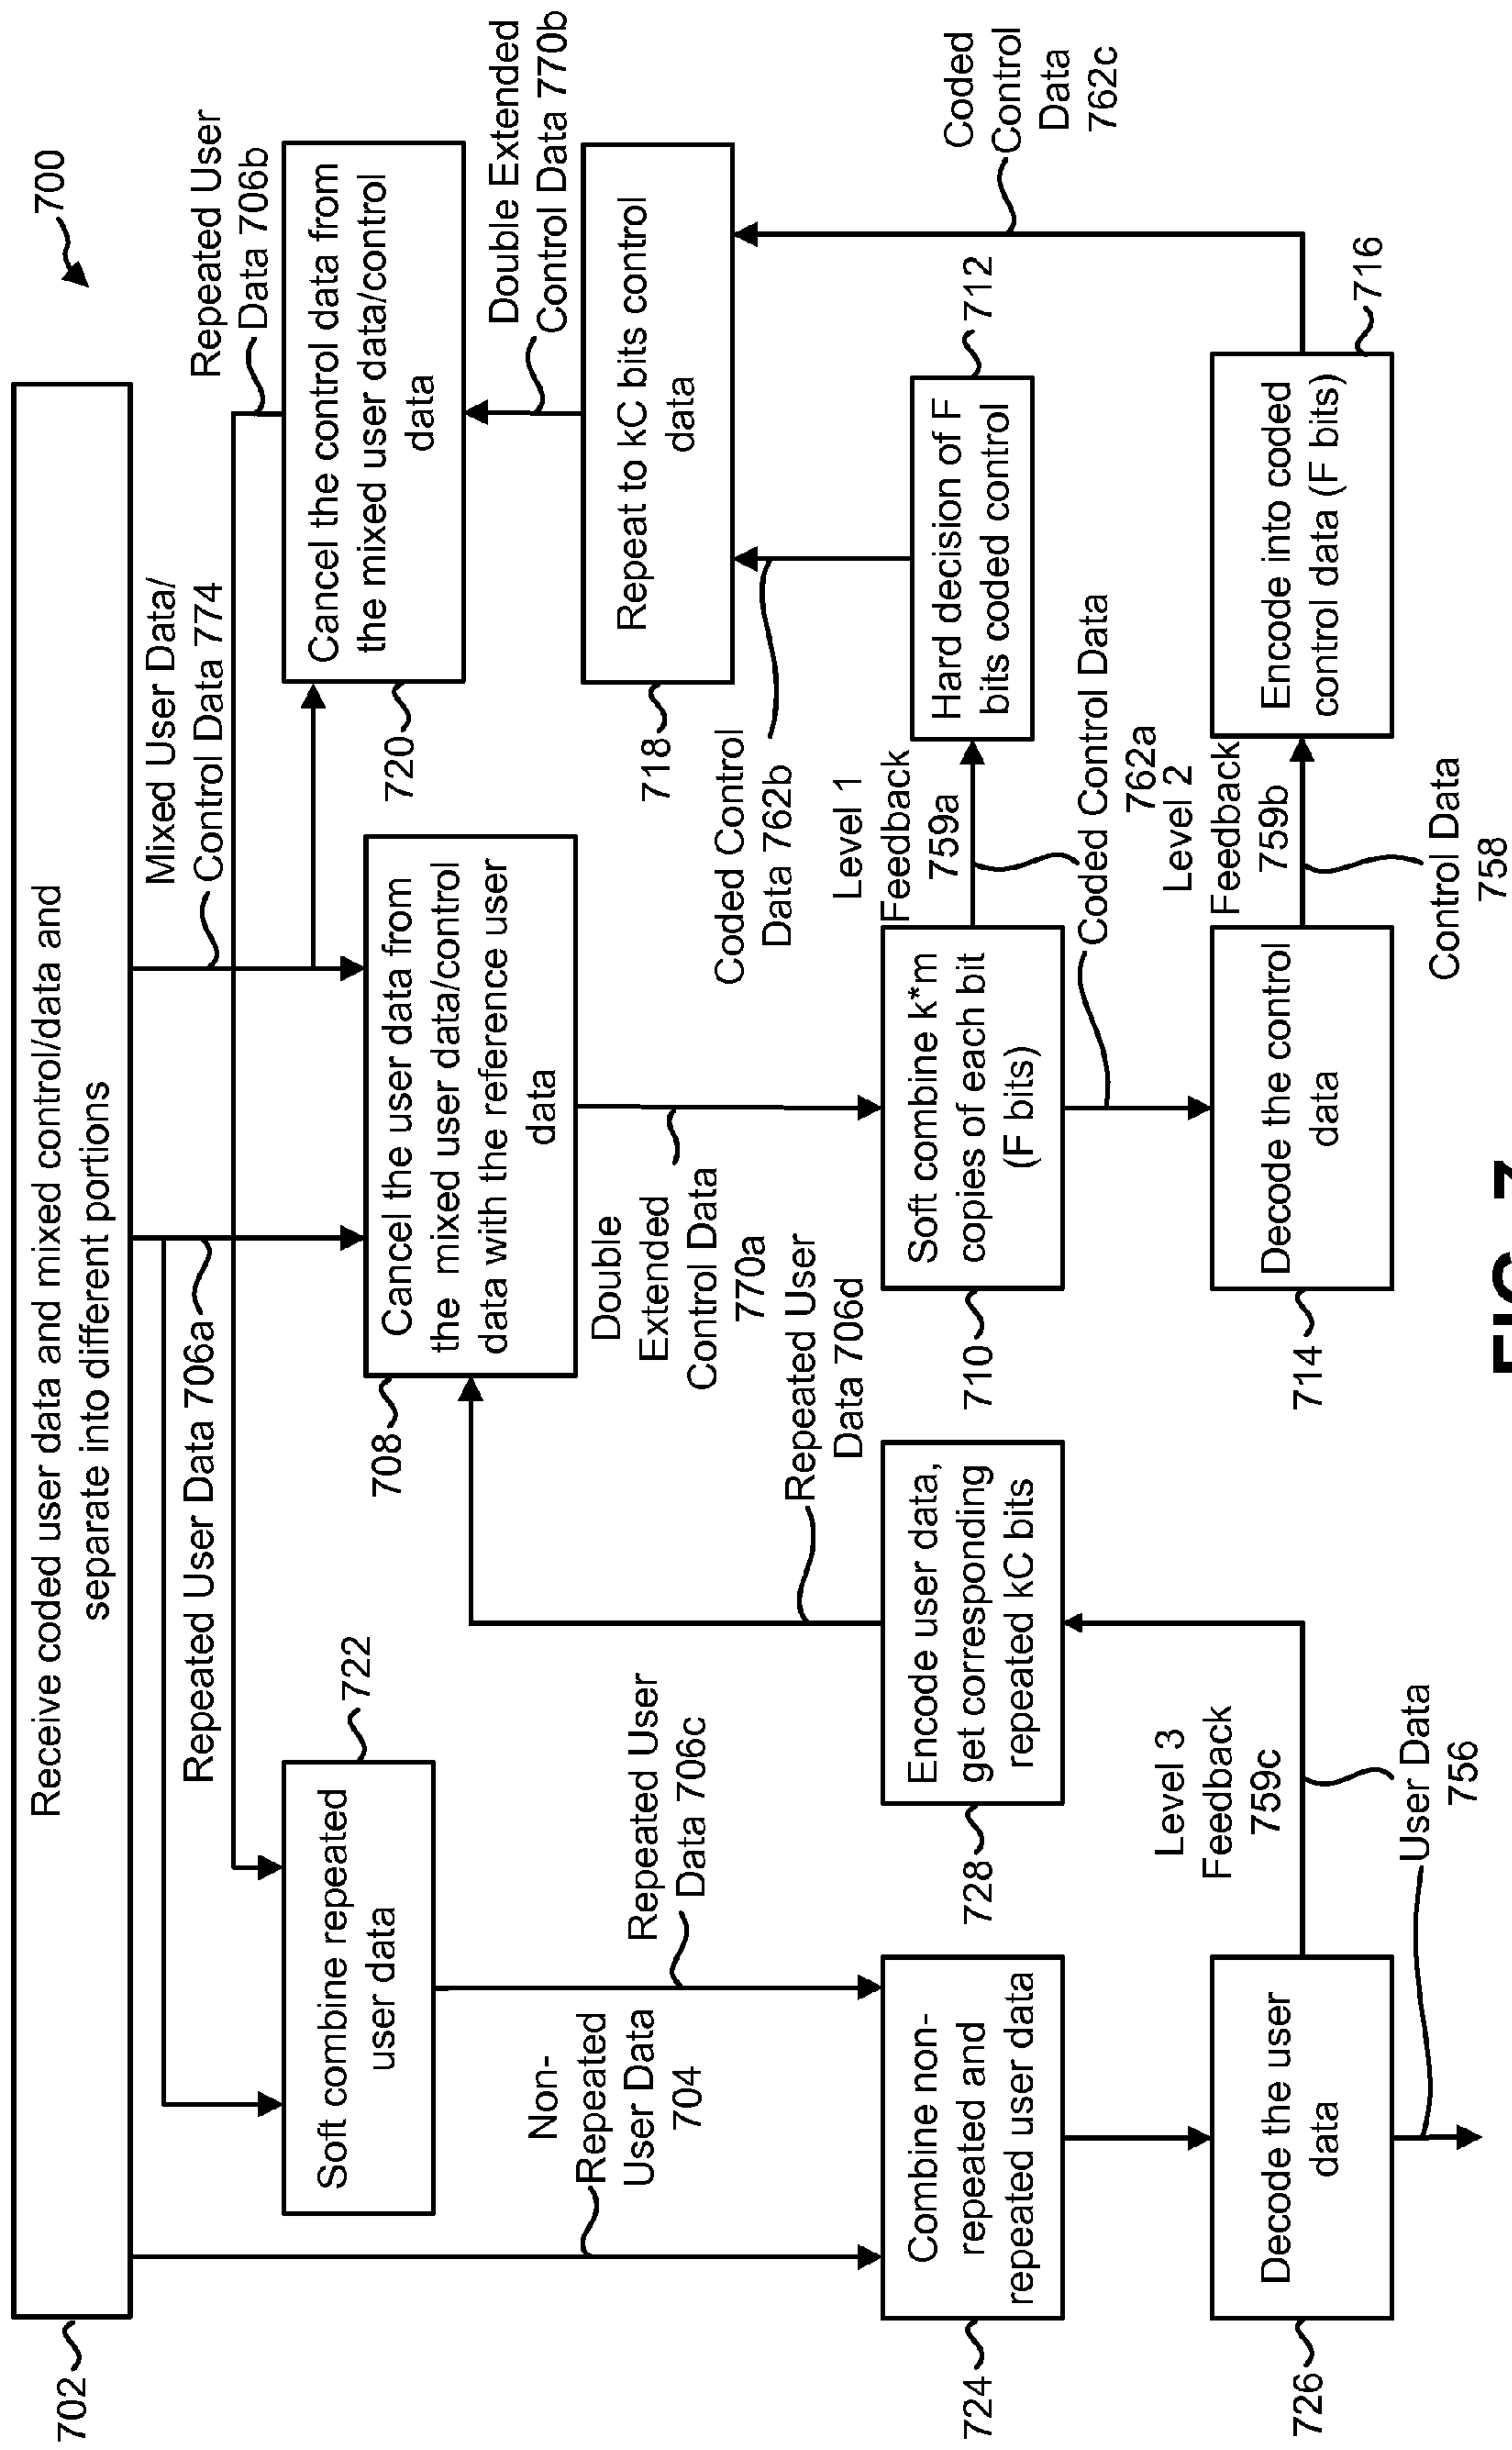 700
Receive coded user data and mixed control/data and
separate into different portions
702
Mixed User Data/
Control Data 774
Repeated User
Data 706b
Repeated User Data 706a
Soft combine repeated
user data
722
Cancel the user data from
the mixed user data/control
data with the reference user
data
708
Cancel the control data from
the mixed user data/control
data
720
Double Extended
Control Data 770b
Repeat to kC bits control
data
718
Non-
Repeated
User Data
704
Repeated User
Data 706c
Double
Extended
Control Data
770a
Repeated User
Data 706d
Coded Control
Data 762b
Coded
Control
Data
762c
Combine non-
repeated and
repeated user data
724
Encode user data,
get corresponding
repeated kC bits
728
Soft combine k*m
copies of each bit
(F bits)
710
Level 1
Feedback
759a
Hard decision of F
bits coded control
712
Coded Control Data
762a
Level 2
Feedback
759b
Level 3
Feedback
759c
Decode the user
data
726
User Data
756
Decode the control
data
714
Control Data
758
Encode into coded
control data (F bits)
716